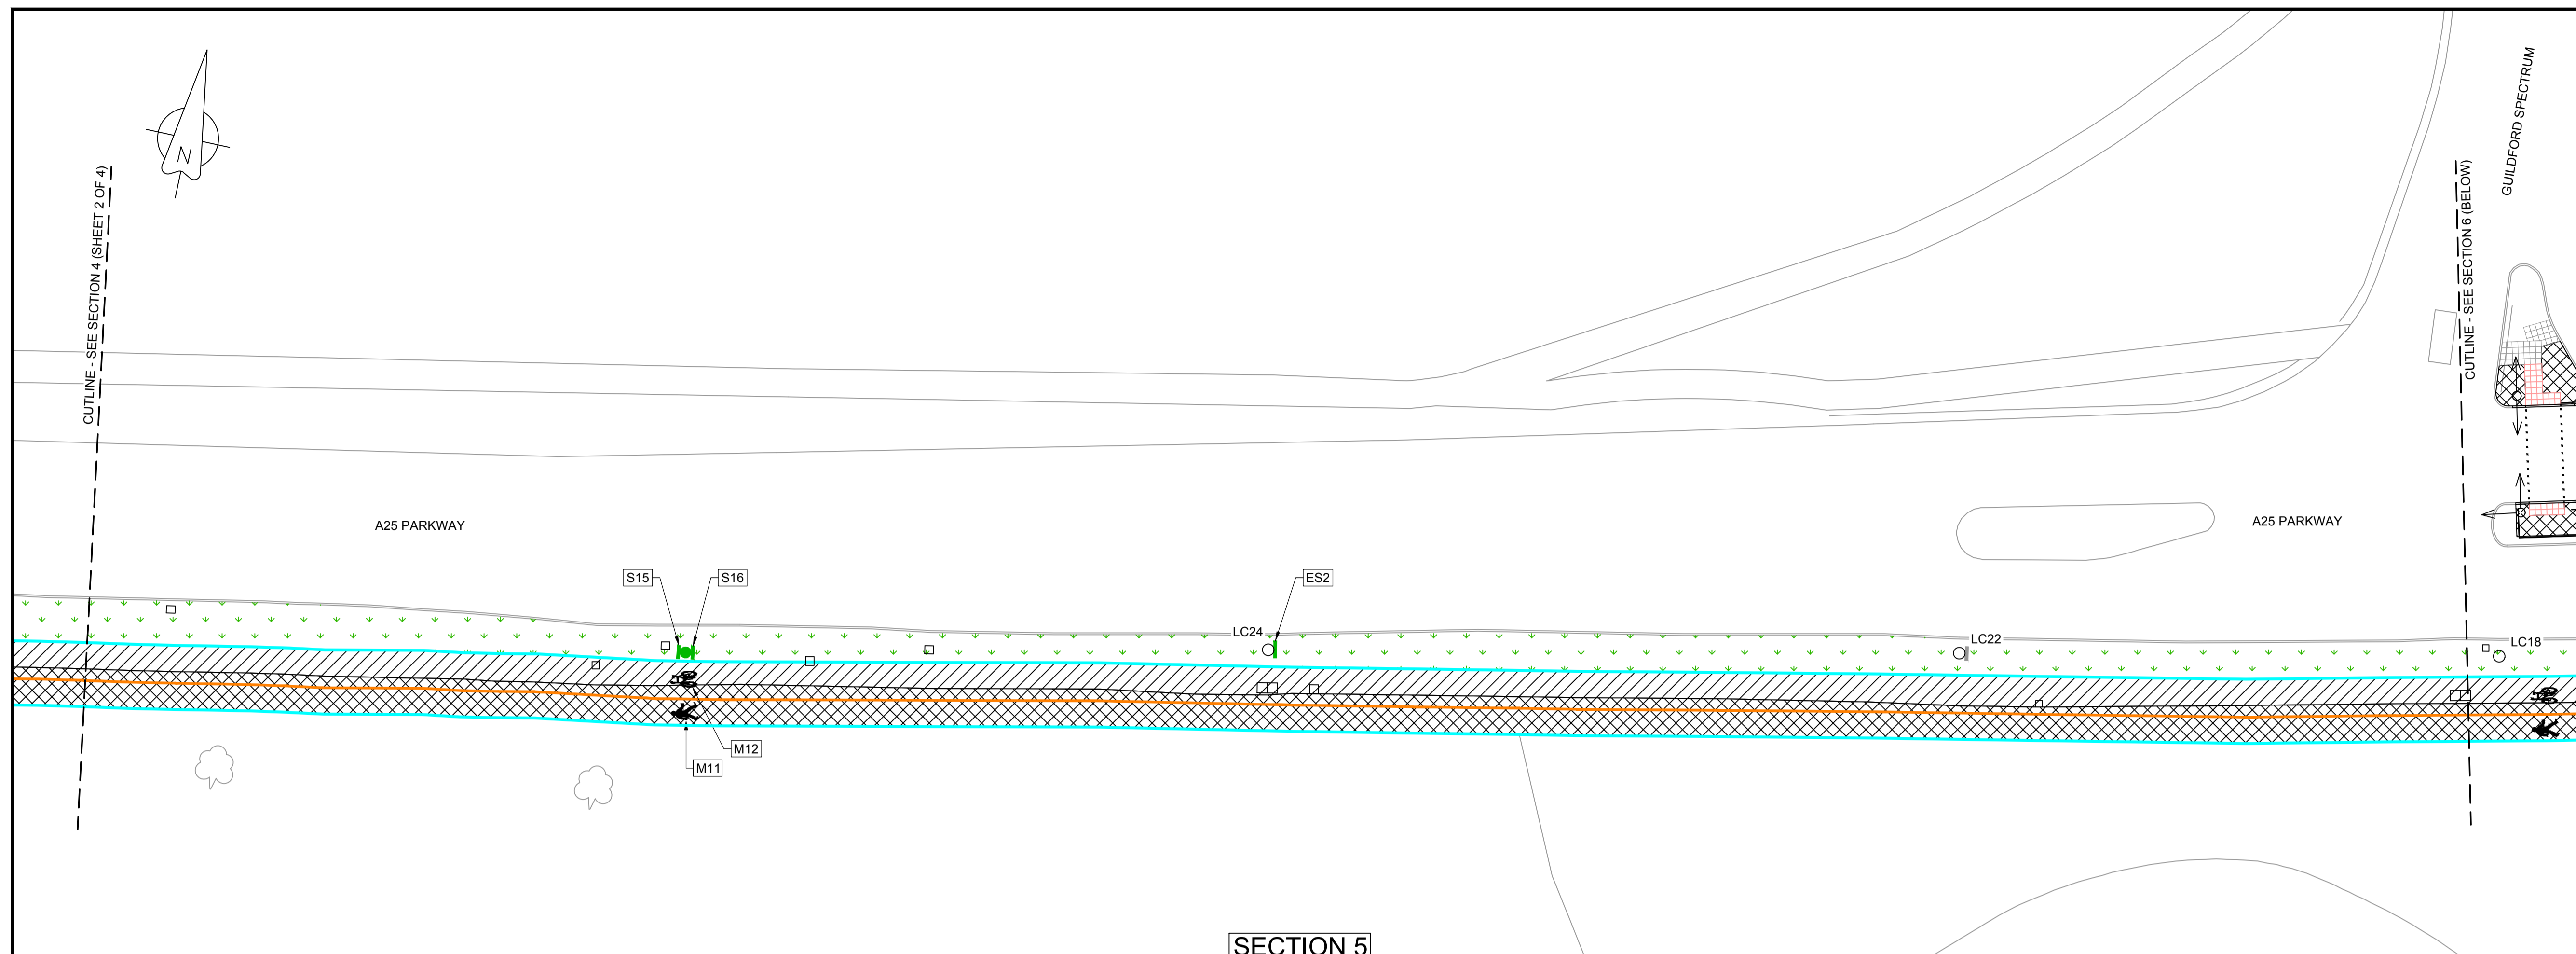 N
CUTLINE - SEE SECTION 4 (SHEET 2 OF 4)
GUILDFORD SPECTRUM
CUTLINE - SEE SECTION 6 (BELOW)
A25 PARKWAY
A25 PARKWAY
S15
S16
ES2
LC24
LC22
LC18
M12
M11
SECTION 5